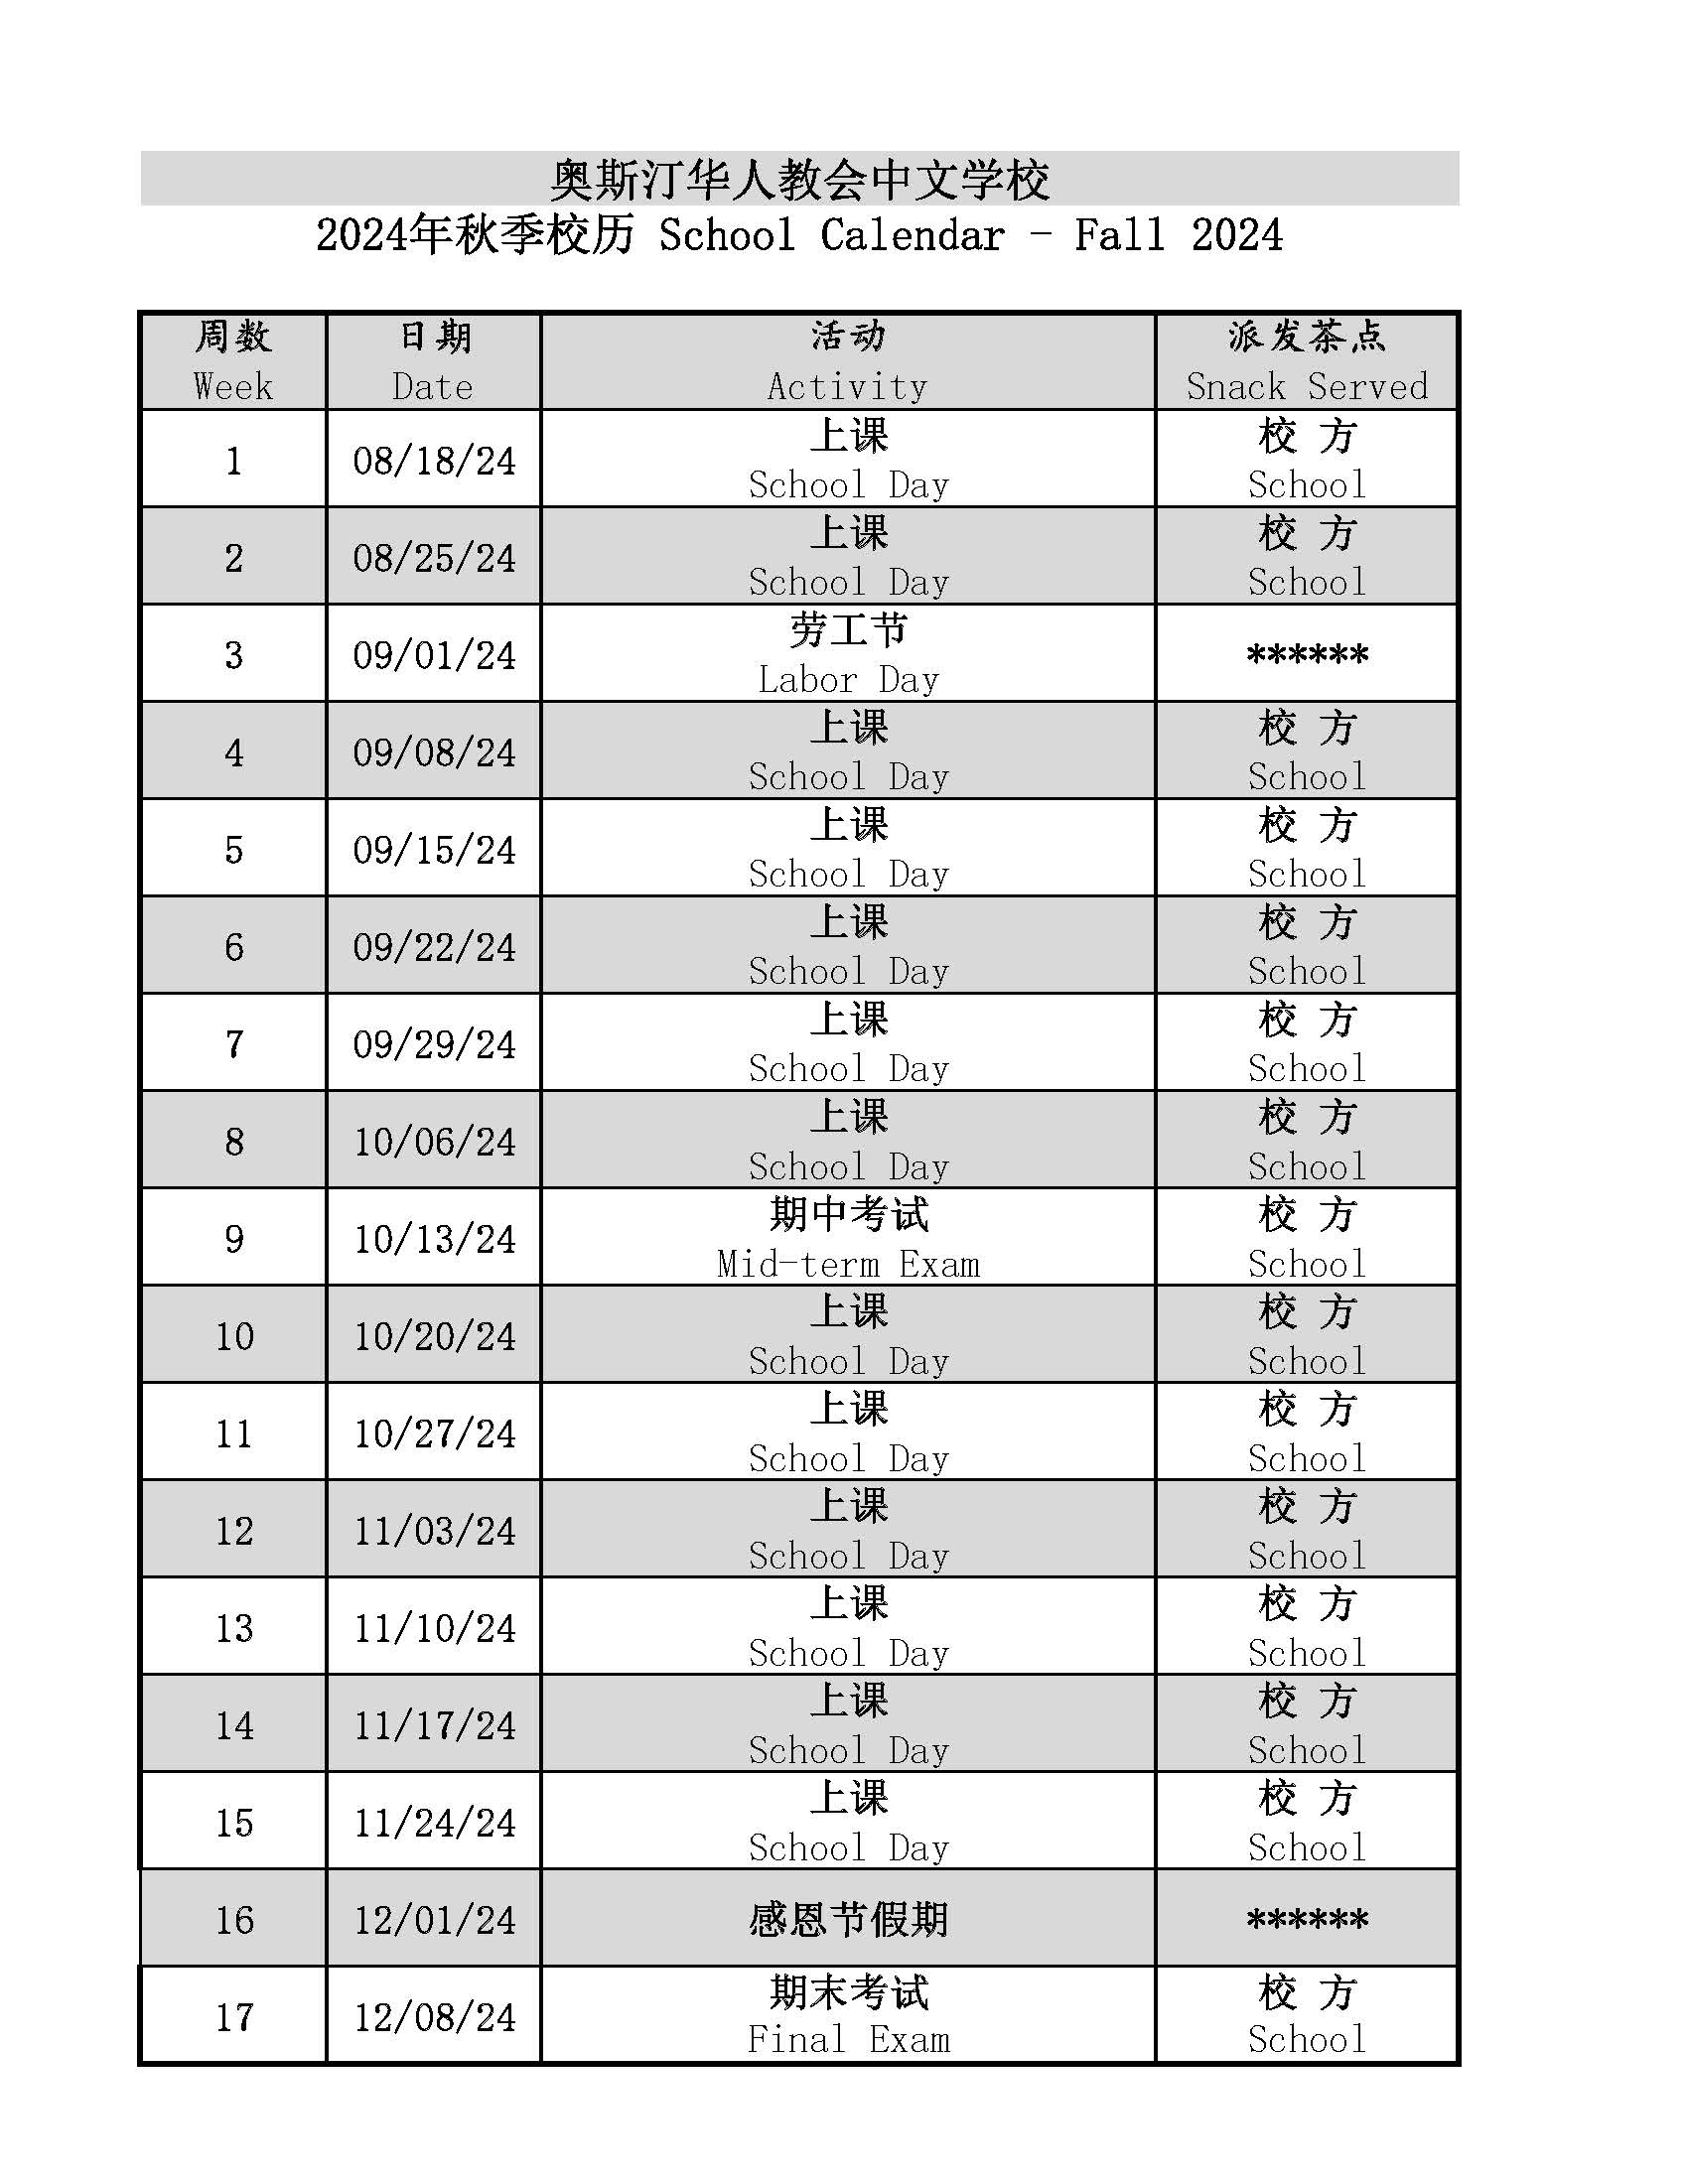 奥斯汀华人教会中文学校
2024年秋季校历 School Calendar - Fall 2024
周数 日期 活动 派发茶点
Week Date Activity Snack Served
1 08/18/24 上课 校 方
School Day School
2 08/25/24 上课 校 方
School Day School
3 09/01/24 劳工节 ******
Labor Day
4 09/08/24 上课 校 方
School Day School
5 09/15/24 上课 校 方
School Day School
6 09/22/24 上课 校 方
School Day School
7 09/29/24 上课 校 方
School Day School
8 10/06/24 上课 校 方
School Day School
9 10/13/24 期中考试 校 方
Mid-term Exam School
10 10/20/24 上课 校 方
School Day School
11 10/27/24 上课 校 方
School Day School
12 11/03/24 上课 校 方
School Day School
13 11/10/24 上课 校 方
School Day School
14 11/17/24 上课 校 方
School Day School
15 11/24/24 上课 校 方
School Day School
16 12/01/24 感恩节假期 ******
17 12/08/24 期末考试 校 方
Final Exam School